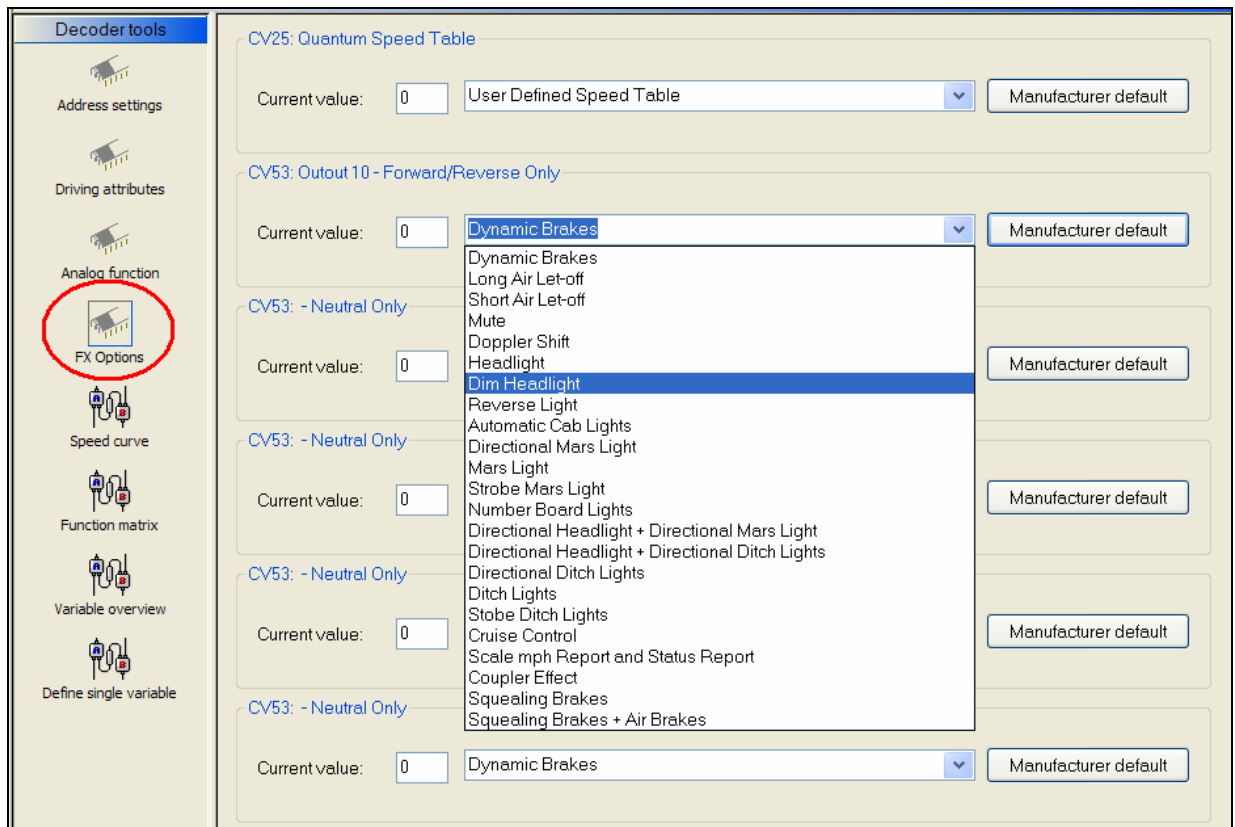 Decoder tools
Address settings
Driving attributes
Analog function
FX Options
Speed curve
Function matrix
Variable overview
Define single variable
CV25: Quantum Speed Table
Current value: 0 User Defined Speed Table Manufacturer default
CV53: Outout 10 - Forward/Reverse Only
Current value: 0 Dynamic Brakes Manufacturer default
Dynamic Brakes
Long Air Let-off
Short Air Let-off
Mute
Doppler Shift
Headlight
Dim Headlight
Reverse Light
Automatic Cab Lights
Directional Mars Light
Mars Light
Strobe Mars Light
Number Board Lights
Directional Headlight + Directional Mars Light
Directional Headlight + Directional Ditch Lights
Directional Ditch Lights
Ditch Lights
Stobe Ditch Lights
Cruise Control
Scale mph Report and Status Report
Coupler Effect
Squealing Brakes
Squealing Brakes + Air Brakes
CV53: - Neutral Only
Current value: 0 Manufacturer default
CV53: - Neutral Only
Current value: 0 Manufacturer default
CV53: - Neutral Only
Current value: 0 Manufacturer default
CV53: - Neutral Only
Current value: 0 Dynamic Brakes Manufacturer default